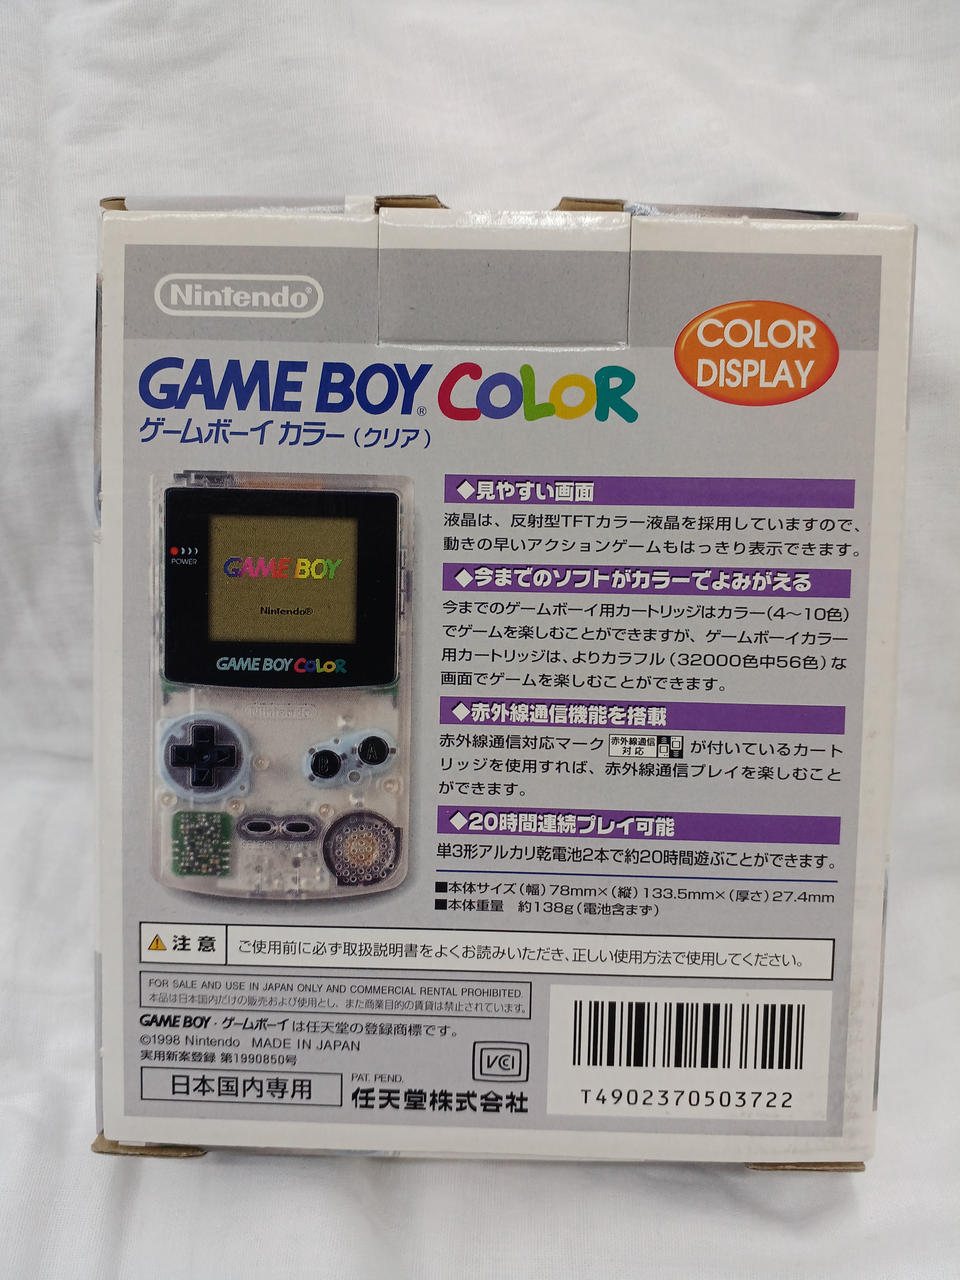 Nintendo®
COLOR
DISPLAY
GAME BOY® COLOR
ゲームボーイ カラー（クリア）
POWER
GAME BOY
Nintendo®
GAME BOY COLOR
Nintendo
B A
SELECT START
◆見やすい画面
液晶は、反射型TFTカラー液晶を採用していますので、
動きの早いアクションゲームもはっきり表示できます。
◆今までのソフトがカラーでよみがえる
今までのゲームボーイ用カートリッジはカラー（4〜10色）
でゲームを楽しむことができますが、ゲームボーイカラー
用カートリッジは、よりカラフル（32000色中56色）な
画面でゲームを楽しむことができます。
◆赤外線通信機能を搭載
赤外線通信対応マーク 赤外線通信 対応 が付いているカート
リッジを使用すれば、赤外線通信プレイを楽しむこと
ができます。
◆20時間連続プレイ可能
単3形アルカリ乾電池2本で約20時間遊ぶことができます。
■本体サイズ（幅）78mm×（縦）133.5mm×（厚さ）27.4mm
■本体重量 約138g（電池含まず）
注意 ご使用前に必ず取扱説明書をよくお読みいただき、正しい使用方法で使用してください。
FOR SALE AND USE IN JAPAN ONLY AND COMMERCIAL RENTAL PROHIBITED.
本品は日本国内だけの販売および使用とし、また商業目的の賃貸は禁止されています。
GAME BOY・ゲームボーイは任天堂の登録商標です。
©1998 Nintendo MADE IN JAPAN
実用新案登録 第1990850号
VCI
日本国内専用
PAT. PEND.
任天堂株式会社
T4902370503722